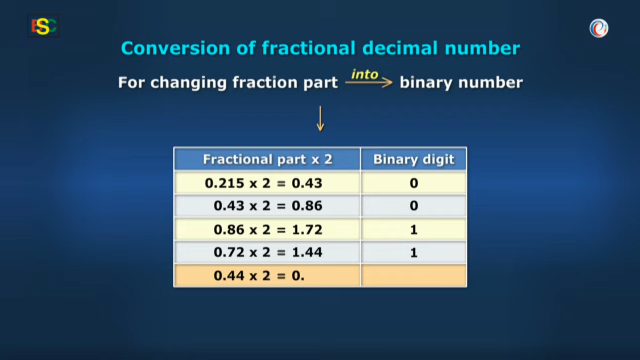 ESC
Conversion of fractional decimal number
For changing fraction part into binary number
Fractional part x 2 Binary digit
0.215 x 2 = 0.43 0
0.43 x 2 = 0.86 0
0.86 x 2 = 1.72 1
0.72 x 2 = 1.44 1
0.44 x 2 = 0.